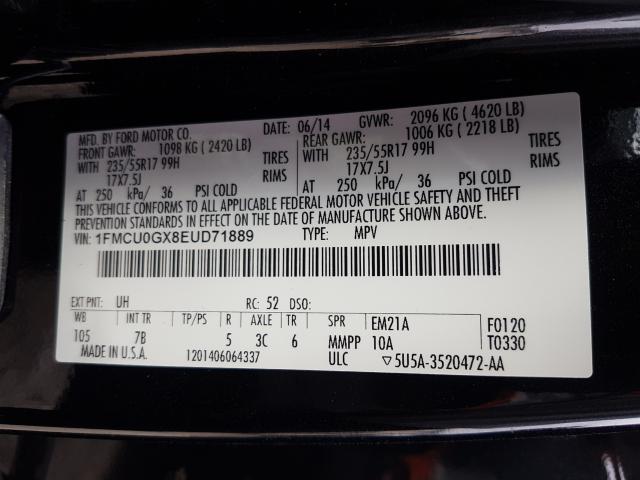 MFD. BY FORD MOTOR CO. DATE: 06/14 GVWR: 2096 KG ( 4620 LB)
FRONT GAWR: 1098 KG ( 2420 LB) REAR GAWR: 1006 KG ( 2218 LB)
WITH 235/55R17 99H TIRES WITH 235/55R17 99H TIRES
17X7.5J RIMS 17X7.5J RIMS
AT 250 kPa/ 36 PSI COLD AT 250 kPa/ 36 PSI COLD
THIS VEHICLE CONFORMS TO ALL APPLICABLE FEDERAL MOTOR VEHICLE SAFETY AND THEFT
PREVENTION STANDARDS IN EFFECT ON THE DATE OF MANUFACTURE SHOWN ABOVE.
VIN: 1FMCU0GX8EUD71889 TYPE: MPV
EXT PNT: UH RC: 52 DSO:
WB INT TR TP/PS R AXLE TR SPR EM21A F0120
105 7B 5 3C 6 MMPP 10A T0330
MADE IN U.S.A. 1201406064337 ULC ▽5U5A-3520472-AA